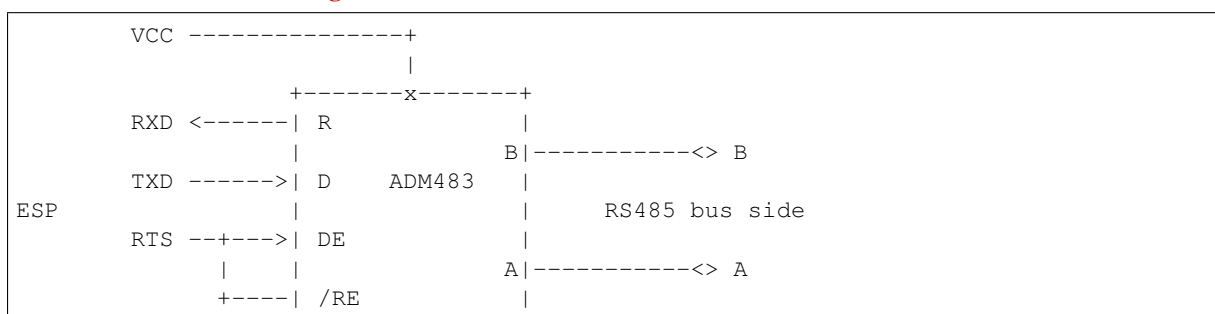 VCC ---------------+
|
+-------x-------+
RXD <------| R |
| B|-----------<> B
TXD ------>| D ADM483 |
ESP | | RS485 bus side
RTS --+--->| DE |
| | A|-----------<> A
+----| /RE |